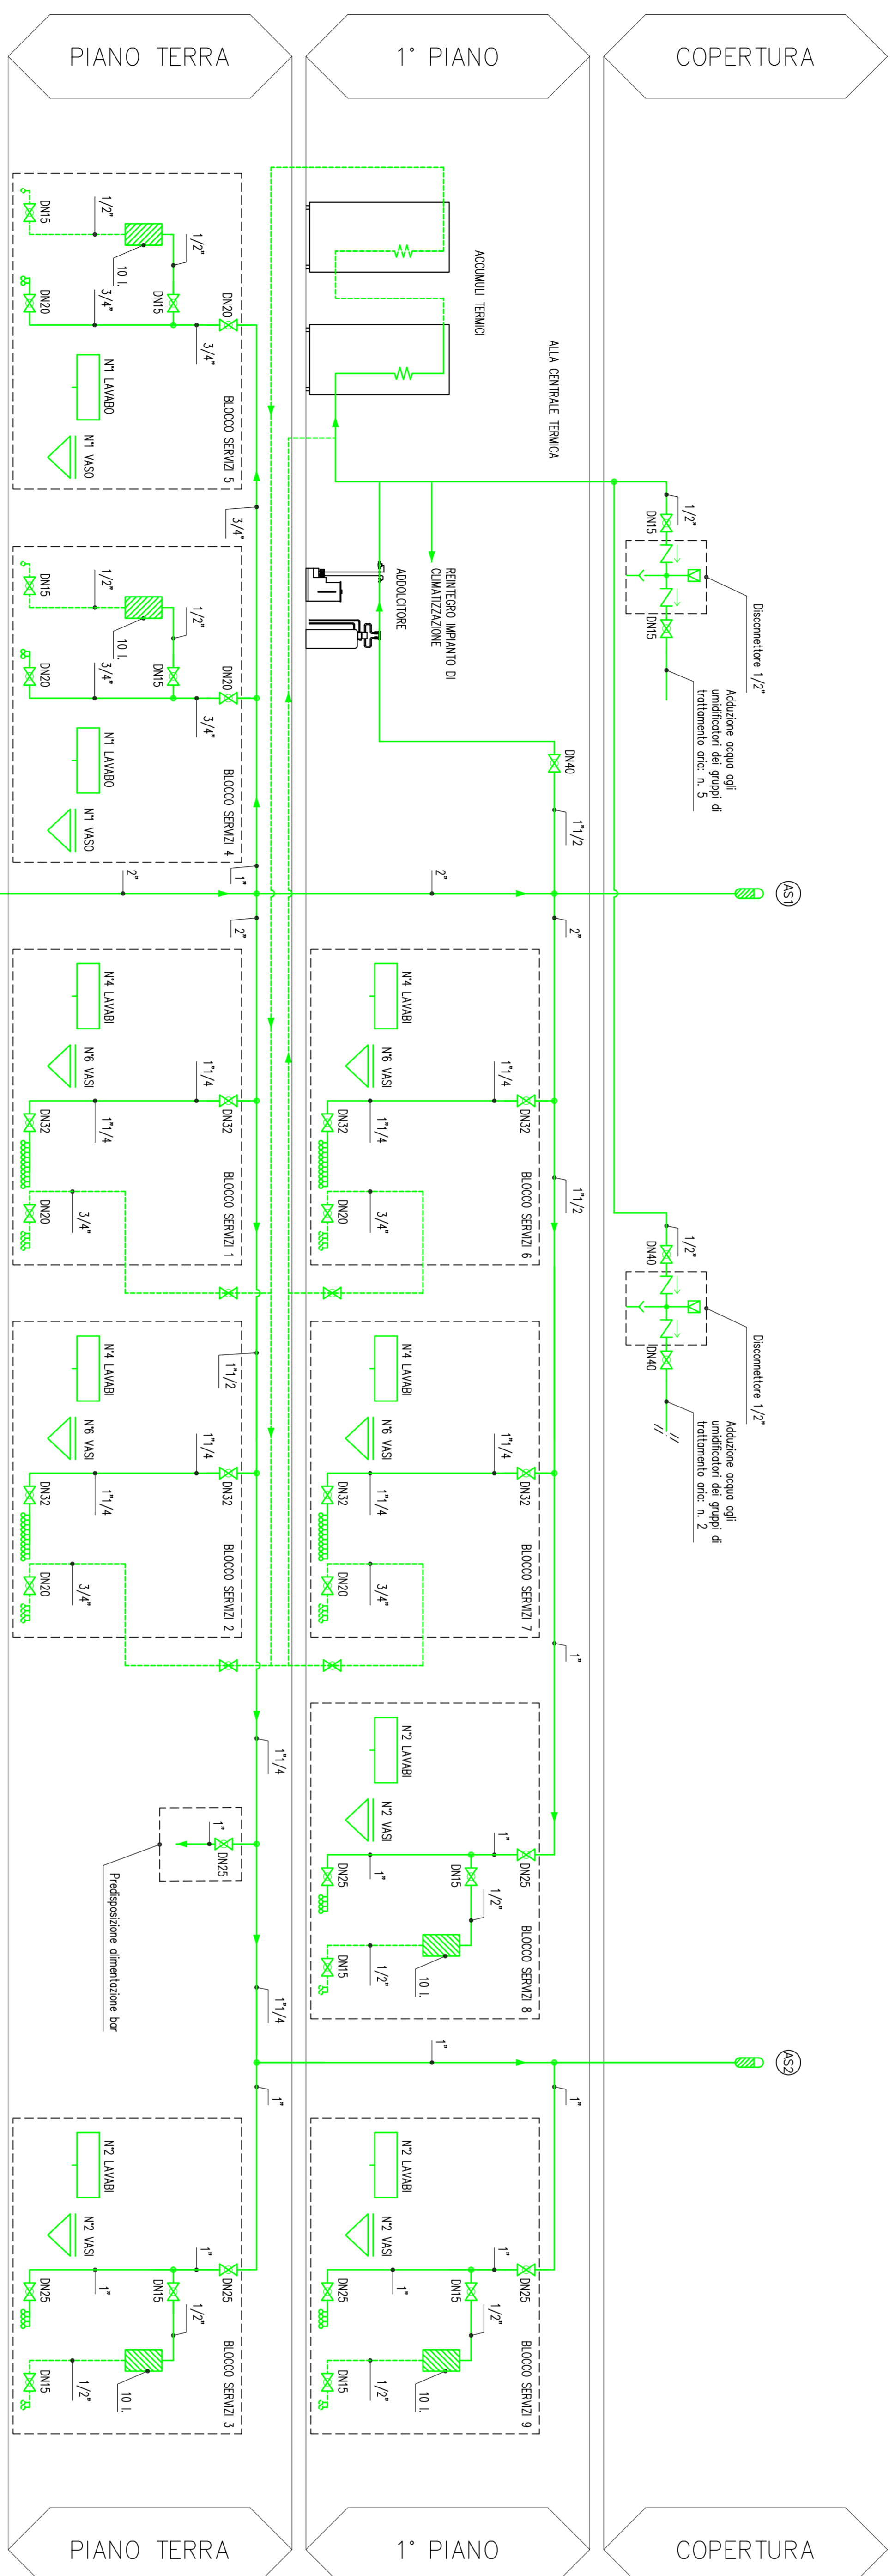 PIANO TERRA
1° PIANO
COPERTURA
ACCUMULI TERMICI
ALLA CENTRALE TERMICA
REINTEGRO IMPIANTO DI
CLIMATIZZAZIONE
ADDOLCITORE
1/2"
DN15
DN15
Disconnettore 1/2"
Adduzione acqua agli
umidificatori dei gruppi di
trattamento aria: n. 5
1/2"
DN40
DN40
Disconnettore 1/2"
Adduzione acqua agli
umidificatori dei gruppi di
trattamento aria: n. 2
AS1
AS2
DN40
1"1/2
2"
2"
1"1/2
1"
1"
1"
BLOCCO SERVIZI 5
DN20
3/4"
DN15
1/2"
10 l.
1/2"
DN15
3/4"
DN20
N°1 LAVABO
N°1 VASO
3/4"
BLOCCO SERVIZI 4
DN20
3/4"
DN15
1/2"
10 l.
1/2"
DN15
3/4"
DN20
N°1 LAVABO
N°1 VASO
1"
2"
2"
BLOCCO SERVIZI 1
N°4 LAVABI
N°6 VASI
DN32
1"1/4
1"1/4
DN32
3/4"
DN20
1"1/2
BLOCCO SERVIZI 2
N°4 LAVABI
N°6 VASI
DN32
1"1/4
1"1/4
DN32
3/4"
DN20
1"1/4
1"
DN25
Predisposizione alimentazione bar
1"1/4
1"
BLOCCO SERVIZI 3
N°2 LAVABI
N°2 VASI
DN25
1"
DN15
1/2"
1"
DN25
10 l.
1/2"
DN15
BLOCCO SERVIZI 6
N°4 LAVABI
N°6 VASI
DN32
1"1/4
1"1/4
DN32
3/4"
DN20
BLOCCO SERVIZI 7
N°4 LAVABI
N°6 VASI
DN32
1"1/4
1"1/4
DN32
3/4"
DN20
BLOCCO SERVIZI 8
N°2 LAVABI
N°2 VASI
DN25
1"
DN15
1/2"
1"
DN25
10 l.
1/2"
DN15
BLOCCO SERVIZI 9
N°2 LAVABI
N°2 VASI
DN25
1"
DN15
1/2"
1"
DN25
10 l.
1/2"
DN15
PIANO TERRA
1° PIANO
COPERTURA